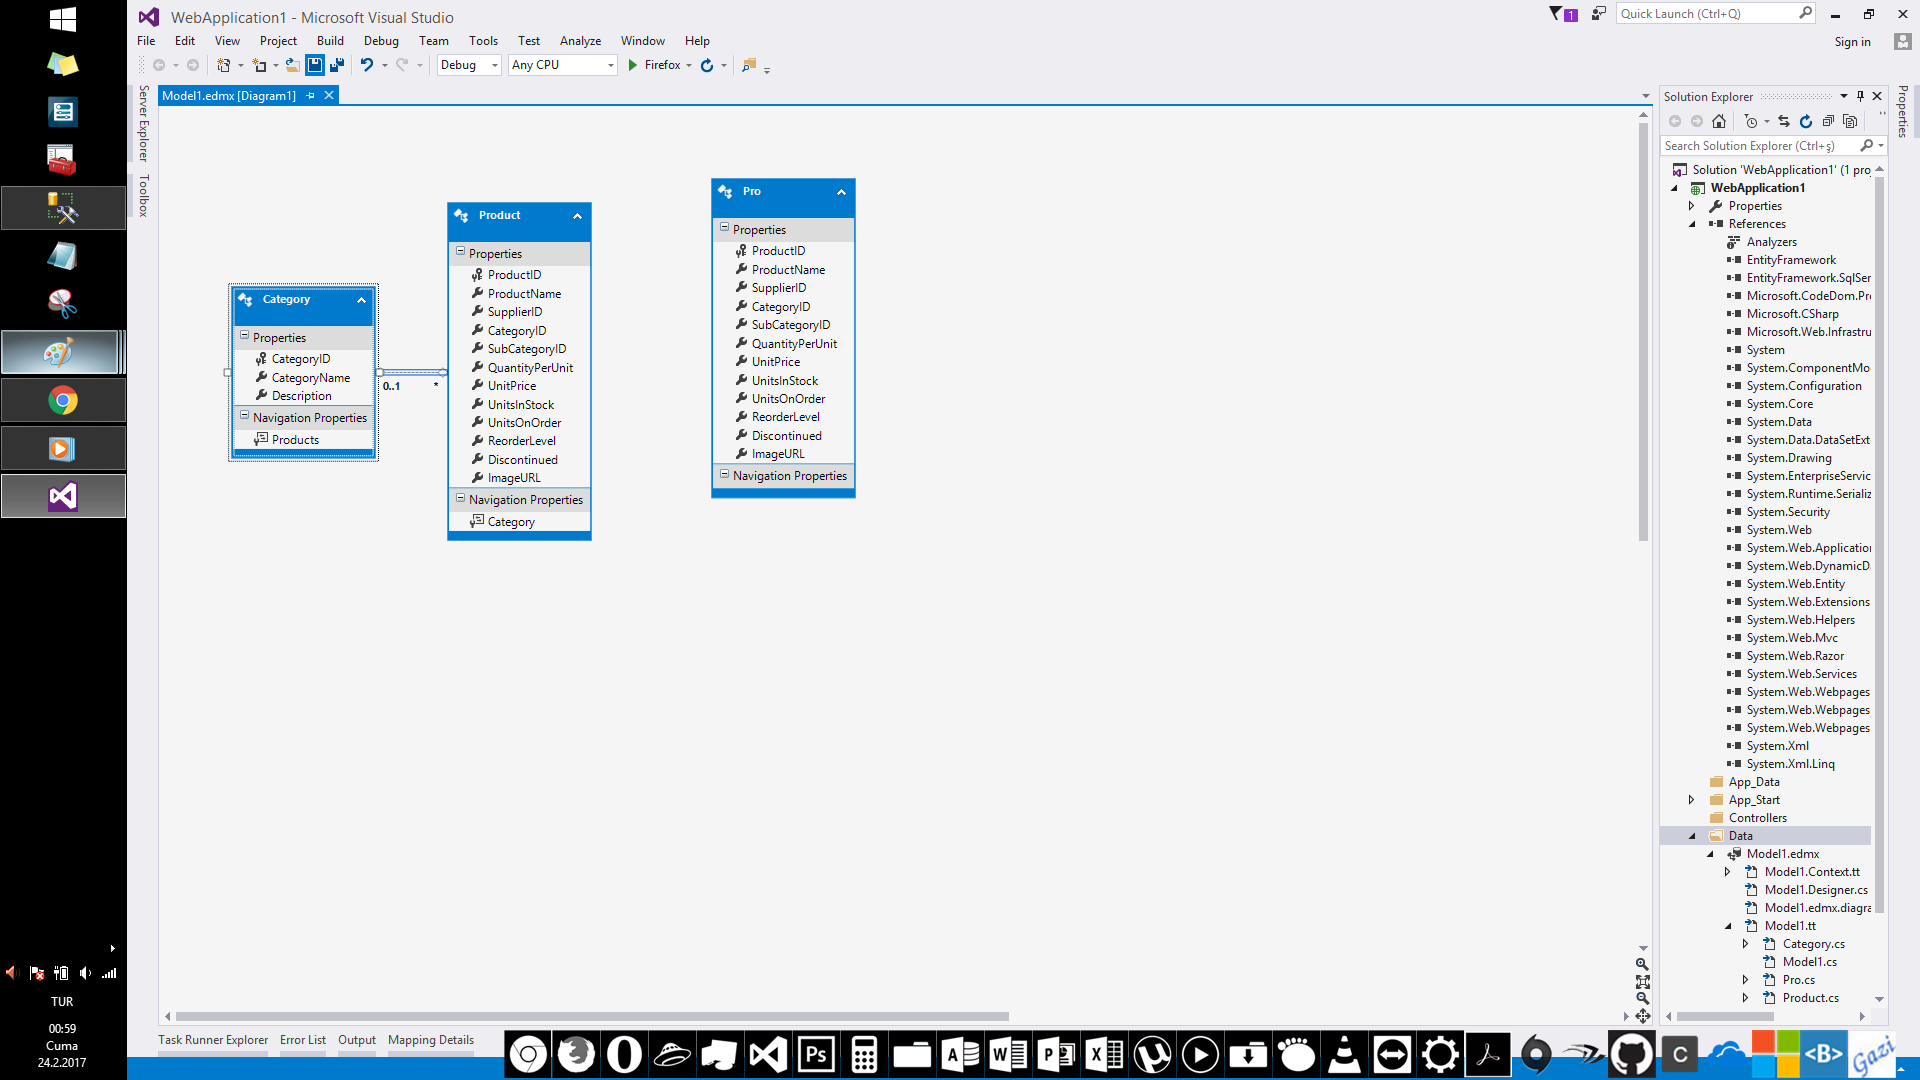 WebApplication1 - Microsoft Visual Studio
1
Quick Launch (Ctrl+Q)
File Edit View Project Build Debug Team Tools Test Analyze Window Help
Sign in
Debug Any CPU Firefox
Server Explorer
Toolbox
Model1.edmx [Diagram1]
Category
Properties
CategoryID
CategoryName
Description
Navigation Properties
Products
0..1 *
Product
Properties
ProductID
ProductName
SupplierID
CategoryID
SubCategoryID
QuantityPerUnit
UnitPrice
UnitsInStock
UnitsOnOrder
ReorderLevel
Discontinued
ImageURL
Navigation Properties
Category
Pro
Properties
ProductID
ProductName
SupplierID
CategoryID
SubCategoryID
QuantityPerUnit
UnitPrice
UnitsInStock
UnitsOnOrder
ReorderLevel
Discontinued
ImageURL
Navigation Properties
Solution Explorer
Search Solution Explorer (Ctrl+ş)
Solution 'WebApplication1' (1 proj
WebApplication1
Properties
References
Analyzers
EntityFramework
EntityFramework.SqlSer
Microsoft.CodeDom.Pro
Microsoft.CSharp
Microsoft.Web.Infrastru
System
System.ComponentMo
System.Configuration
System.Core
System.Data
System.Data.DataSetExt
System.Drawing
System.EnterpriseServic
System.Runtime.Serializ
System.Security
System.Web
System.Web.Application
System.Web.DynamicD
System.Web.Entity
System.Web.Extensions
System.Web.Helpers
System.Web.Mvc
System.Web.Razor
System.Web.Services
System.Web.Webpages
System.Web.Webpages
System.Web.Webpages
System.Xml
System.Xml.Linq
App_Data
App_Start
Controllers
Data
Model1.edmx
Model1.Context.tt
Model1.Designer.cs
Model1.edmx.diagra
Model1.tt
Category.cs
Model1.cs
Pro.cs
Product.cs
Properties
Task Runner Explorer Error List Output Mapping Details
TUR
00:59
Cuma
24.2.2017
Ps
A
W
P
X
C
<B>
Gazi